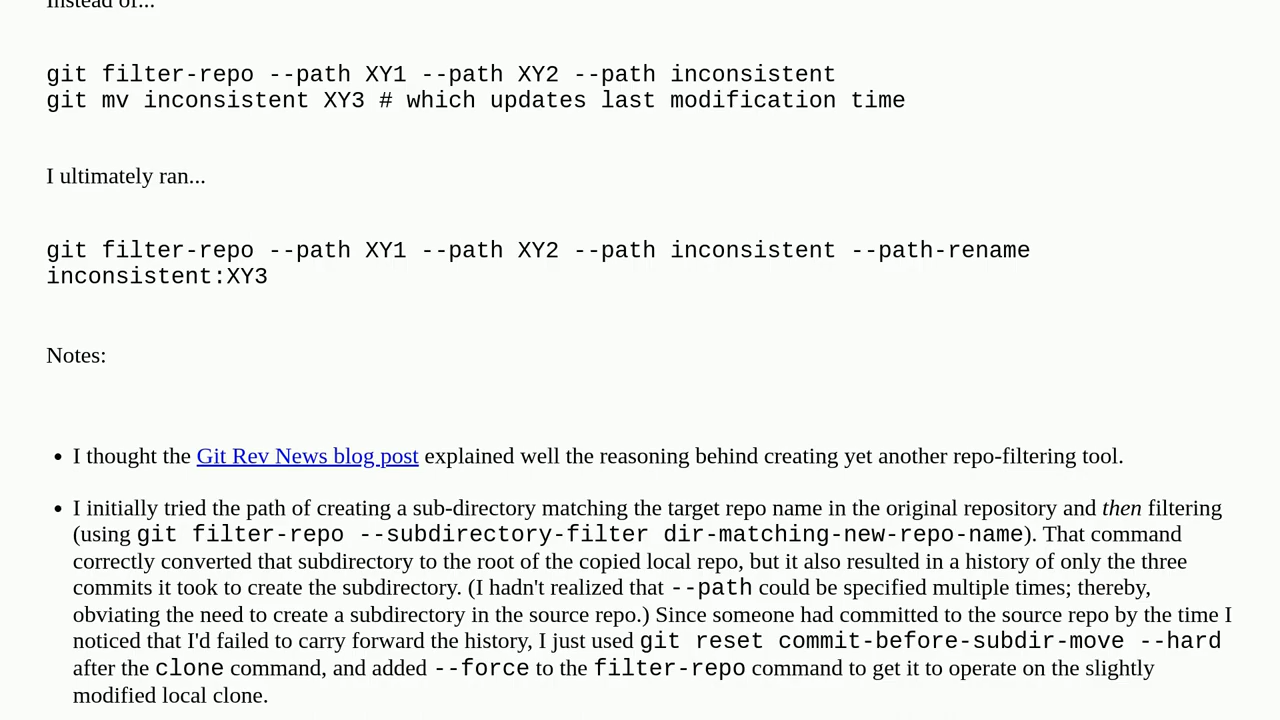 Instead of...
git filter-repo --path XY1 --path XY2 --path inconsistent
git mv inconsistent XY3 # which updates last modification time
I ultimately ran...
git filter-repo --path XY1 --path XY2 --path inconsistent --path-rename
inconsistent:XY3
Notes:
• I thought the Git Rev News blog post explained well the reasoning behind creating yet another repo-filtering tool.
• I initially tried the path of creating a sub-directory matching the target repo name in the original repository and then filtering
(using git filter-repo --subdirectory-filter dir-matching-new-repo-name). That command
correctly converted that subdirectory to the root of the copied local repo, but it also resulted in a history of only the three
commits it took to create the subdirectory. (I hadn't realized that --path could be specified multiple times; thereby,
obviating the need to create a subdirectory in the source repo.) Since someone had committed to the source repo by the time I
noticed that I'd failed to carry forward the history, I just used git reset commit-before-subdir-move --hard
after the clone command, and added --force to the filter-repo command to get it to operate on the slightly
modified local clone.